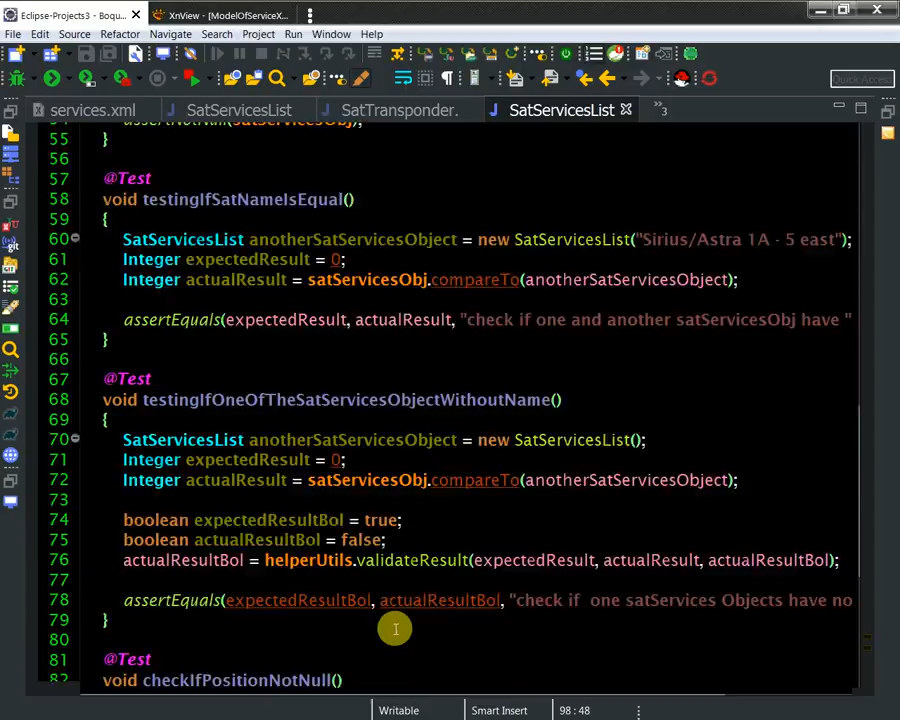 Eclipse-Projects3 - Boqu...
XnView - [ModelOfServiceX...
File Edit Source Refactor Navigate Search Project Run Window Help
Quick Access
services.xml SatServicesList SatTransponder. SatServicesList »3
54 assertNotNull(satServicesObj);
55 }
56
57 @Test
58 void testingIfSatNameIsEqual()
59 {
60 SatServicesList anotherSatServicesObject = new SatServicesList("Sirius/Astra 1A - 5 east");
61 Integer expectedResult = 0;
62 Integer actualResult = satServicesObj.compareTo(anotherSatServicesObject);
63
64 assertEquals(expectedResult, actualResult, "check if one and another satServicesObj have "
65 }
66
67 @Test
68 void testingIfOneOfTheSatServicesObjectWithoutName()
69 {
70 SatServicesList anotherSatServicesObject = new SatServicesList();
71 Integer expectedResult = 0;
72 Integer actualResult = satServicesObj.compareTo(anotherSatServicesObject);
73
74 boolean expectedResultBol = true;
75 boolean actualResultBol = false;
76 actualResultBol = helperUtils.validateResult(expectedResult, actualResult, actualResultBol);
77
78 assertEquals(expectedResultBol, actualResultBol, "check if  one satServices Objects have no
79 }
80
81 @Test
82 void checkIfPositionNotNull()
Writable Smart Insert 98 : 48